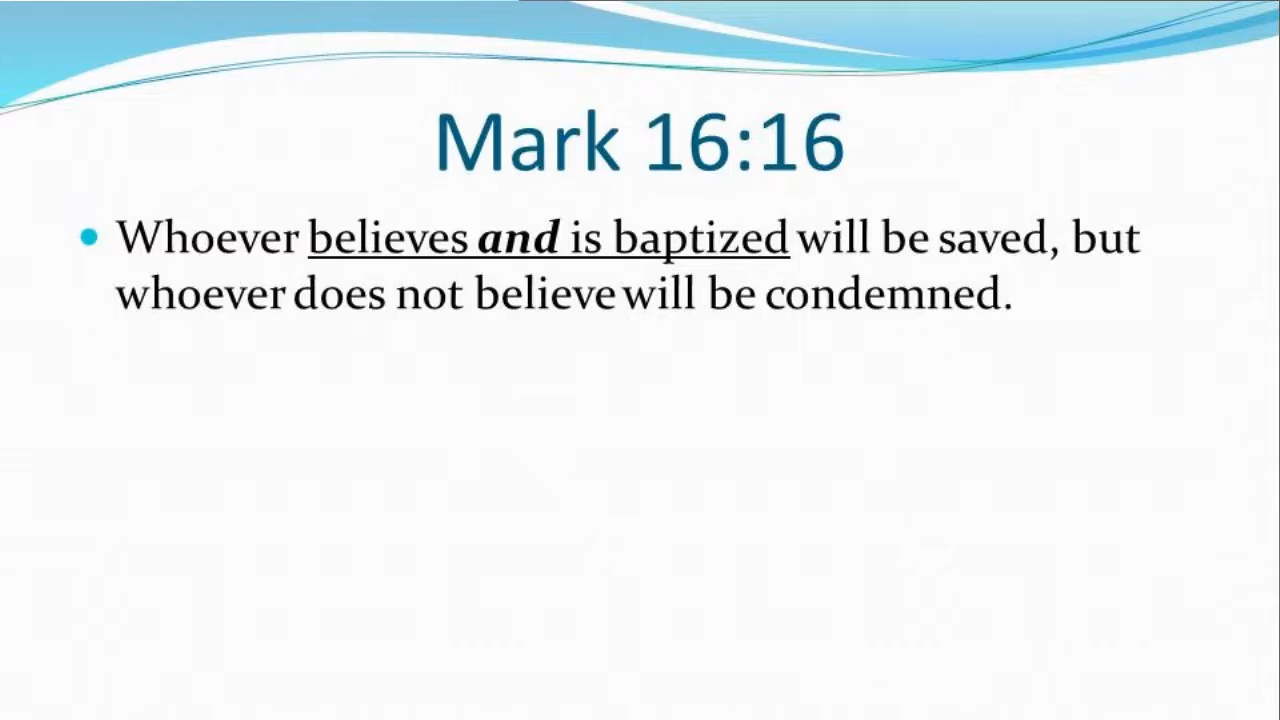 Mark 16:16
• Whoever believes and is baptized will be saved, but
whoever does not believe will be condemned.